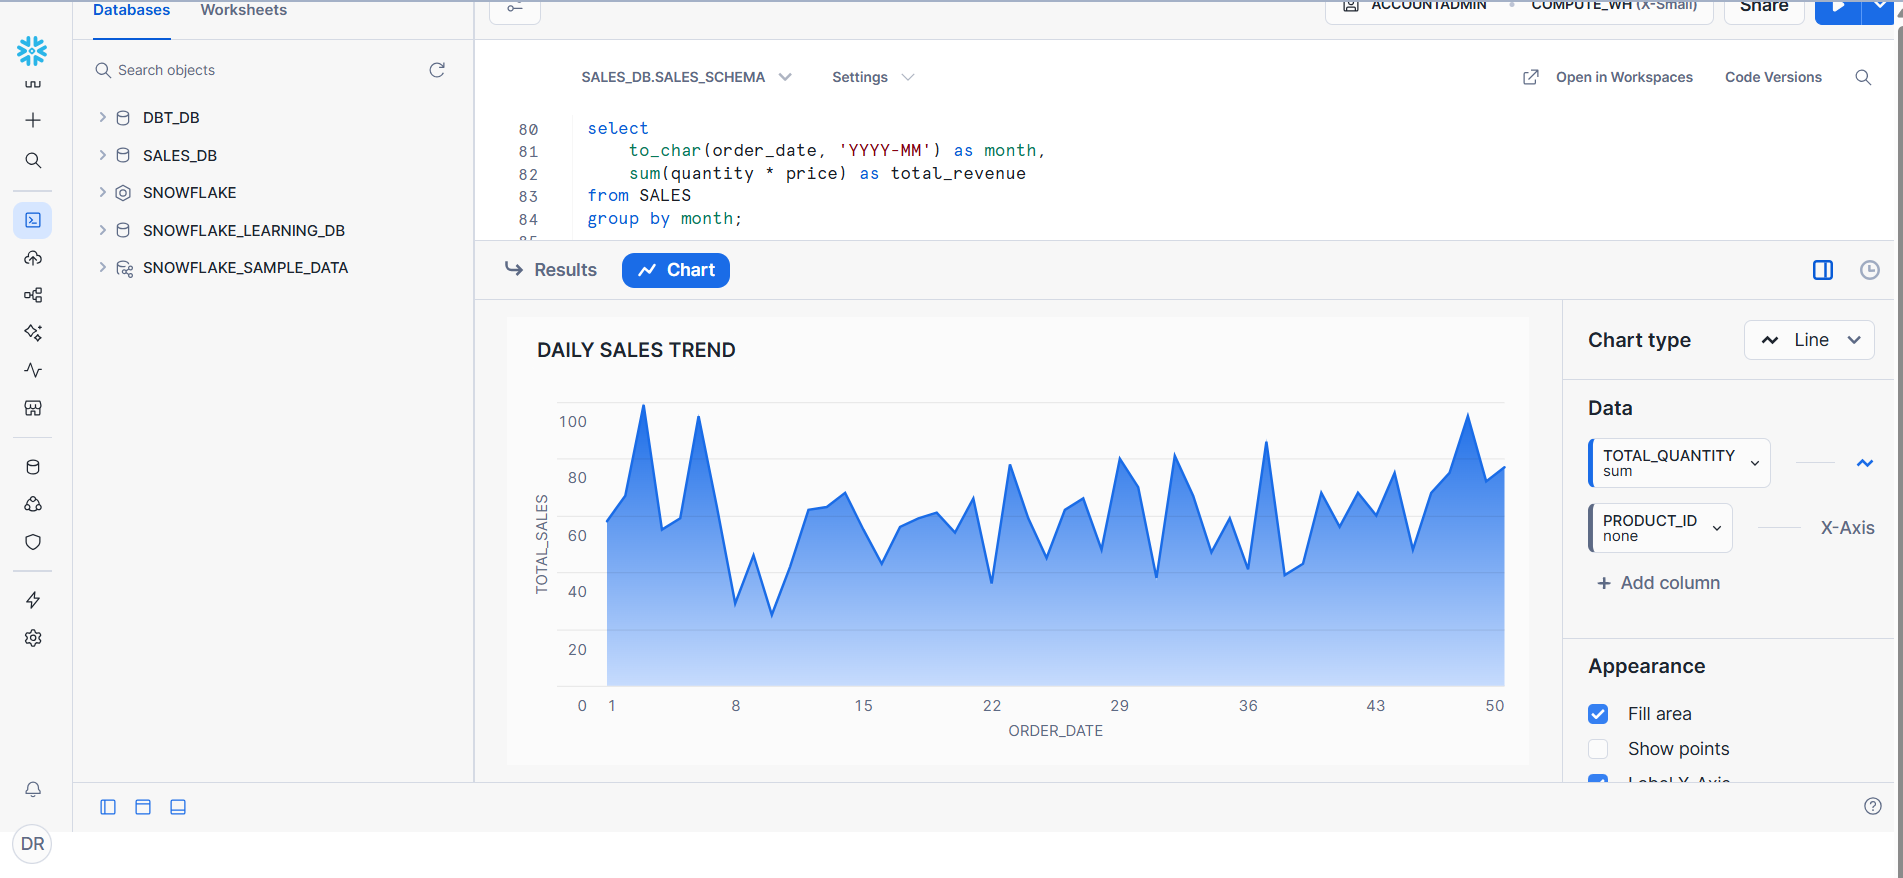 Databases Worksheets
ACCOUNTADMIN COMPUTE_WH (X-Small) Share
Search objects
DBT_DB
SALES_DB
SNOWFLAKE
SNOWFLAKE_LEARNING_DB
SNOWFLAKE_SAMPLE_DATA
DR
SALES_DB.SALES_SCHEMA Settings Open in Workspaces Code Versions
80 select
81 to_char(order_date, 'YYYY-MM') as month,
82 sum(quantity * price) as total_revenue
83 from SALES
84 group by month;
85
Results Chart
DAILY SALES TREND
TOTAL_SALES
100
80
60
40
20
0 1 8 15 22 29 36 43 50
ORDER_DATE
Chart type Line
Data
TOTAL_QUANTITY
sum
PRODUCT_ID
none
X-Axis
+ Add column
Appearance
Fill area
Show points
Label X-Axis